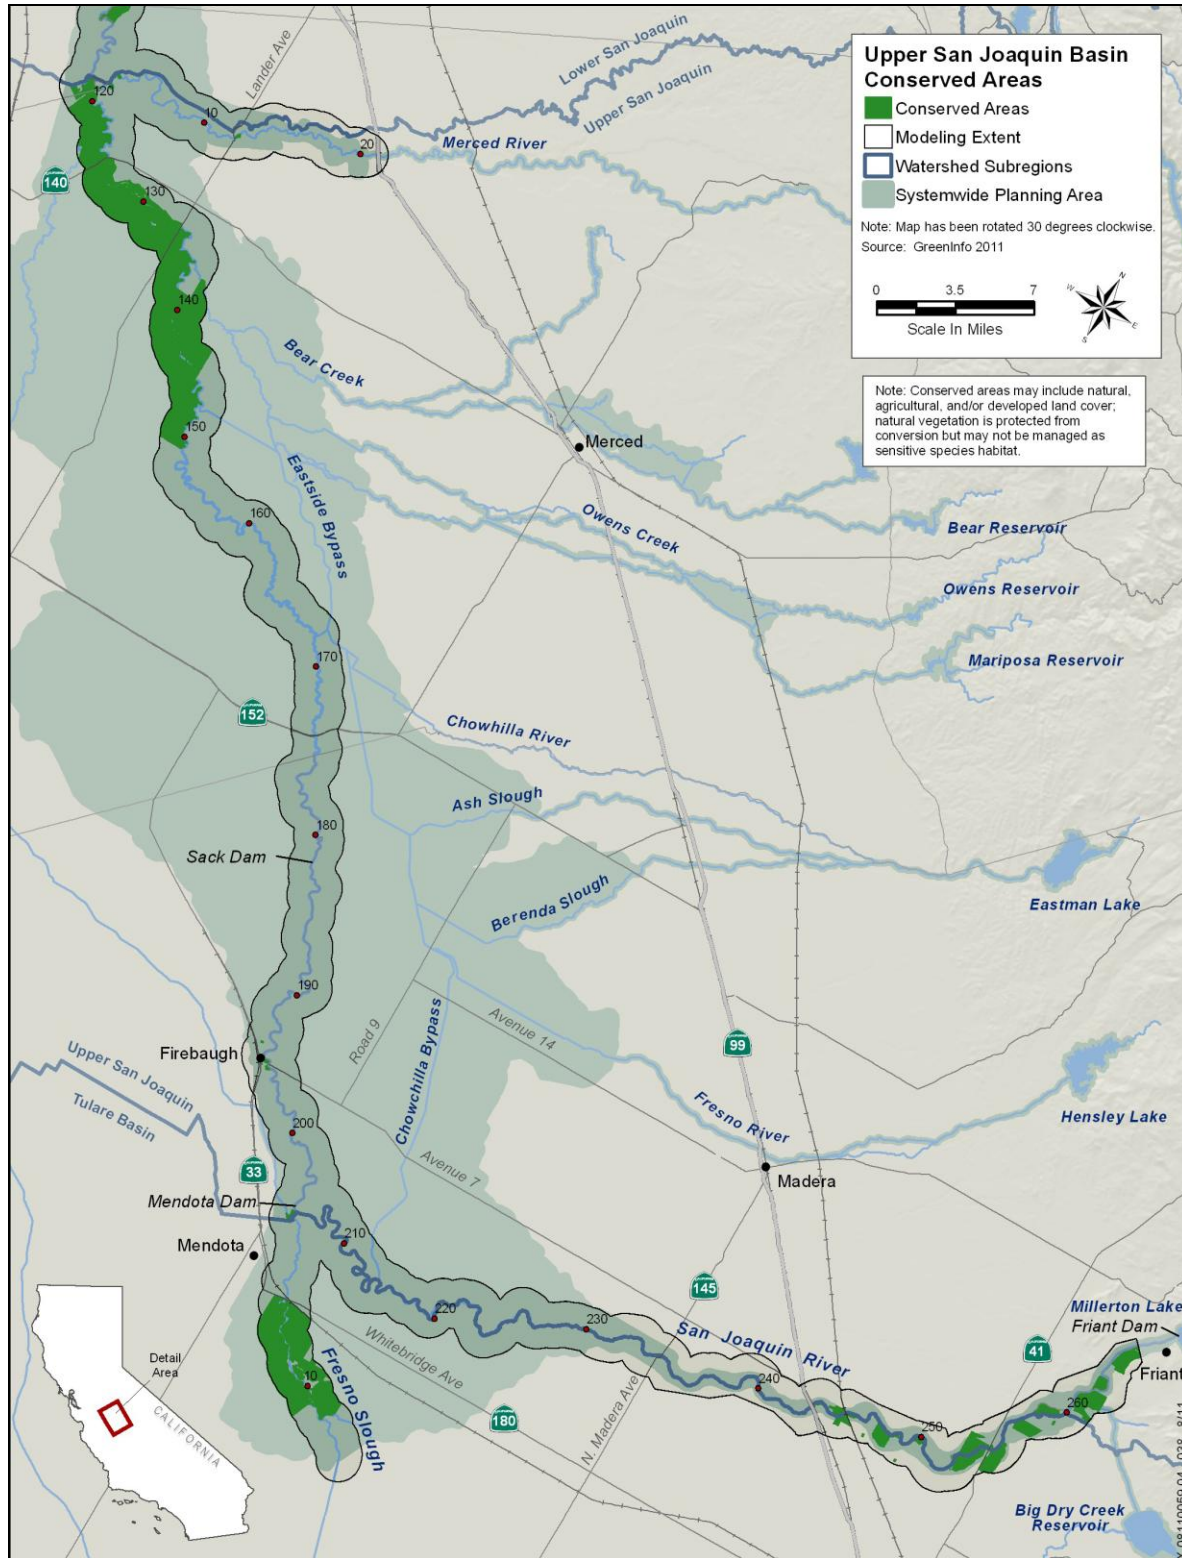 Upper San Joaquin Basin
Conserved Areas
Conserved Areas
Modeling Extent
Watershed Subregions
Systemwide Planning Area
Note: Map has been rotated 30 degrees clockwise.
Source: GreenInfo 2011
0 3.5 7
Scale In Miles
N
W
E
S
Note: Conserved areas may include natural,
agricultural, and/or developed land cover;
natural vegetation is protected from
conversion but may not be managed as
sensitive species habitat.
Lander Ave
Lower San Joaquin
Upper San Joaquin
120
10
20
Merced River
140
130
140
Bear Creek
150
Merced
Eastside Bypass
160
Owens Creek
Bear Reservoir
Owens Reservoir
170
Mariposa Reservoir
152
Chowhilla River
Ash Slough
180
Sack Dam
Berenda Slough
Eastman Lake
190
Road 9
Avenue 14
Chowchilla Bypass
99
Firebaugh
Upper San Joaquin
Tulare Basin
Fresno River
Hensley Lake
200
33
Avenue 7
Madera
Mendota Dam
210
Mendota
145
220
230
San Joaquin River
Millerton Lake
Friant Dam
41
Friant
Whitebridge Ave
Detail
Area
CALIFORNIA
10
Fresno Slough
240
260
180
N. Madera Ave
250
Big Dry Creek
Reservoir